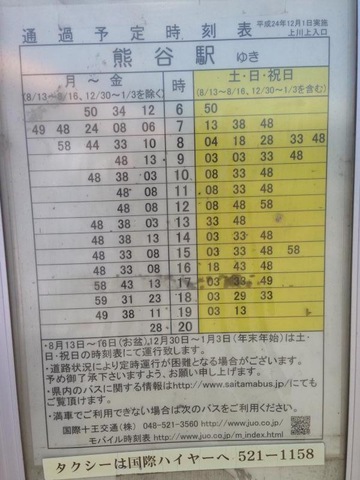 通過予定時刻表
平成24年12月1日実施
上川上入口
熊谷駅 ゆき
月～金
(8/13～8/16、12/30～1/3を除く)
時
土・日・祝日
(8/13～8/16、12/30～1/3を含む)
50 34 12 6 50
49 48 24 08 06 7 13 38 48
58 44 33 10 8 04 18 28 33 48
48 13 9 03 03 33 48
48 38 03 10 08 33 48
48 08 11 08 33 48
48 08 12 08 33 48
48 38 03 13 33 48
48 38 13 14 03 33 48
48 33 03 15 03 33 48 58
48 33 08 16 18 43 48
58 43 13 17 03 33 49
59 31 23 18 03 29 33
49 38 11 19 03 13
28 20
・8月13日～16日(お盆),12月30日～1月3日(年末年始)は土
・日・祝日の時刻表にて運行致します。
・道路状況により定時運行が困難となる場合がございます。
予め御了承下さいますよう、お願い申し上げます。
・県内のバスに関する情報はhttp://www.saitamabus.jp/にても
ご覧頂けます。
・満車でご利用できない場合は次のバスをご利用ください。
国際十王交通(株) 048-521-3560 http://www.juo.co.jp/
モバイル時刻表 http://www.juo.co.jp/m_index.html
タクシーは国際ハイヤーへ 521-1158